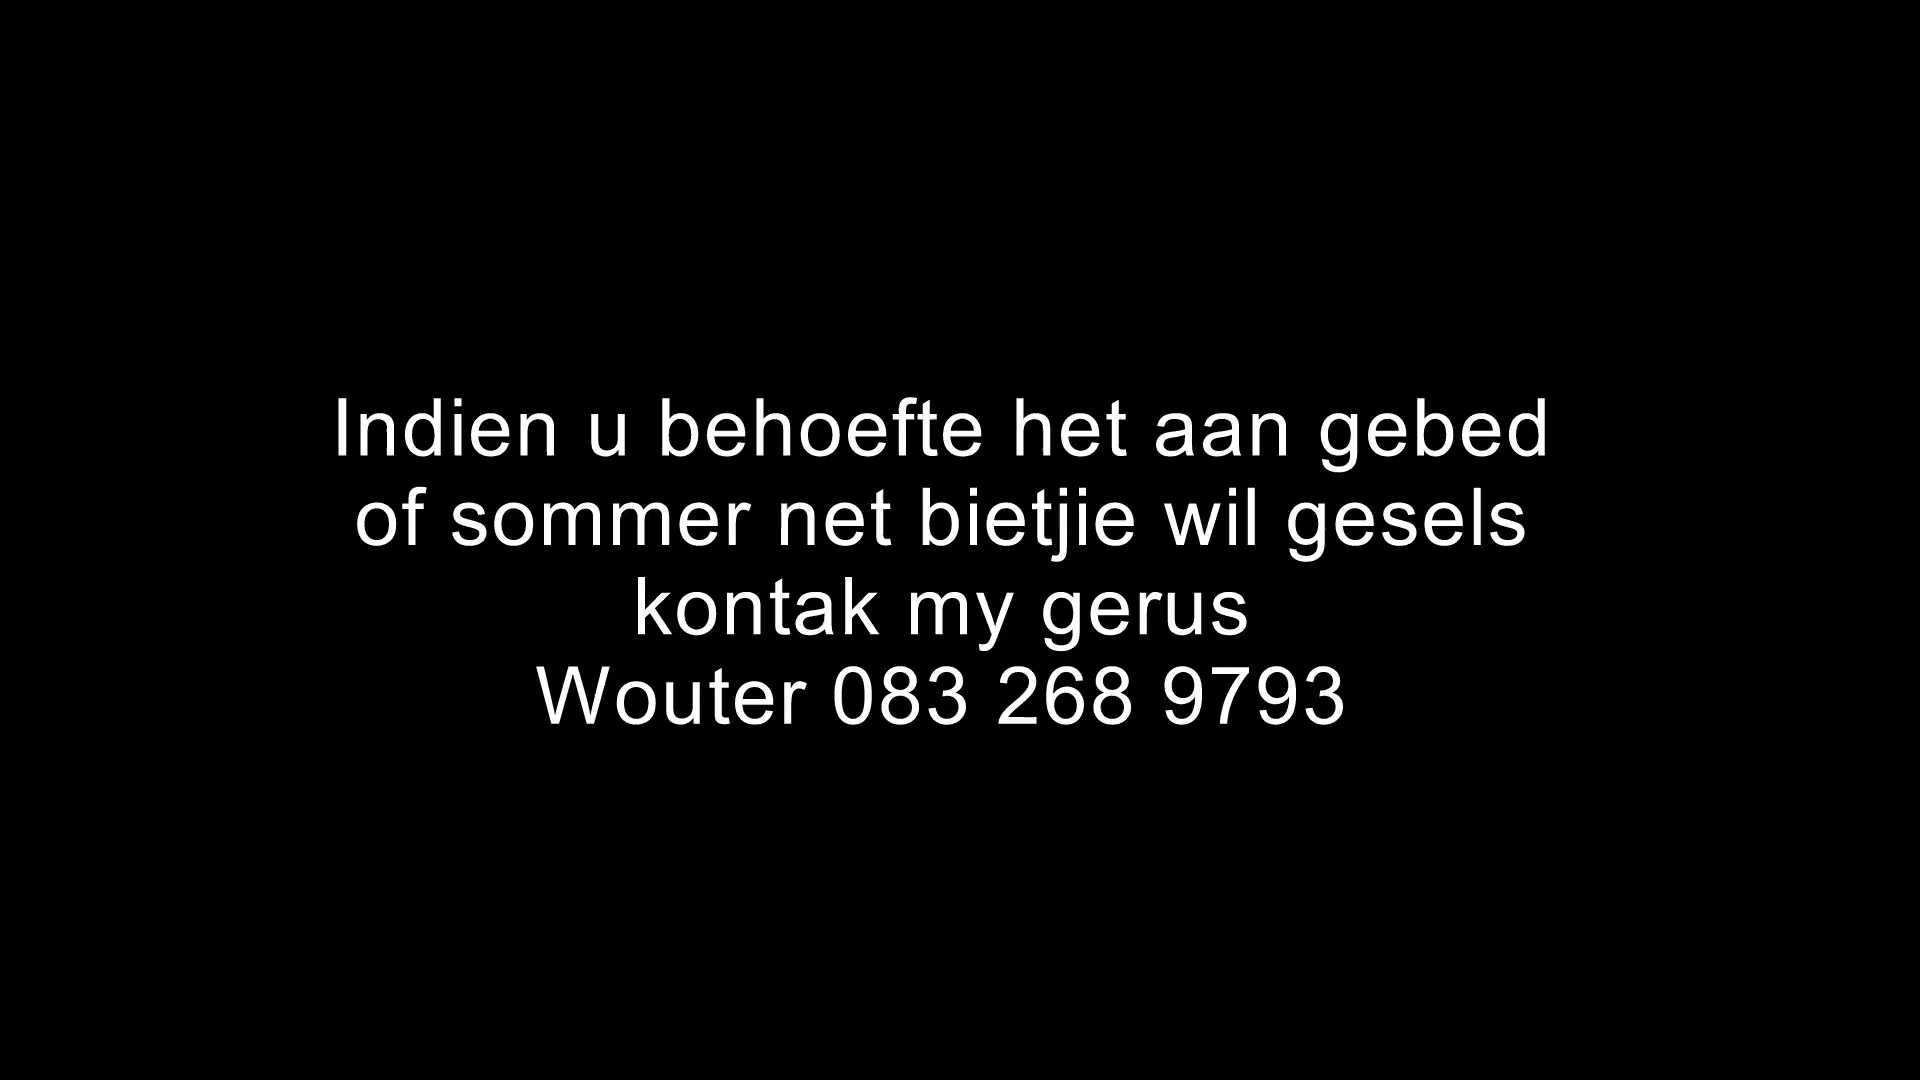 Indien u behoefte het aan gebed
of sommer net bietjie wil gesels
kontak my gerus
Wouter 083 268 9793